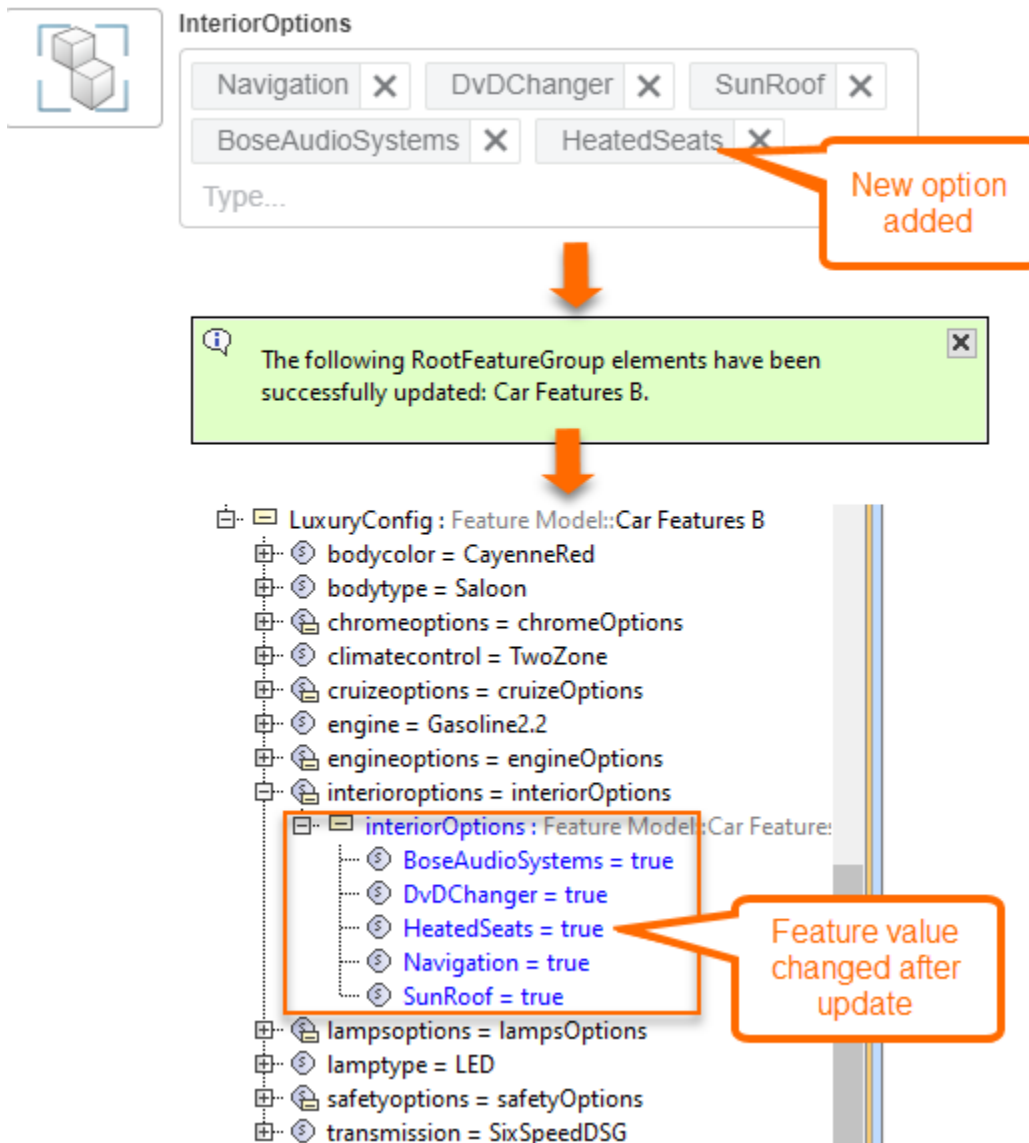 InteriorOptions
Navigation DvDChanger SunRoof
BoseAudioSystems HeatedSeats
Type...
New option
added
The following RootFeatureGroup elements have been
successfully updated: Car Features B.
LuxuryConfig : Feature Model::Car Features B
bodycolor = CayenneRed
bodytype = Saloon
chromeoptions = chromeOptions
climatecontrol = TwoZone
cruizeoptions = cruizeOptions
engine = Gasoline2.2
engineoptions = engineOptions
interioroptions = interiorOptions
interiorOptions : Feature Model::Car Features
BoseAudioSystems = true
DvDChanger = true
HeatedSeats = true
Navigation = true
SunRoof = true
Feature value
changed after
update
lampsoptions = lampsOptions
lamptype = LED
safetyoptions = safetyOptions
transmission = SixSpeedDSG